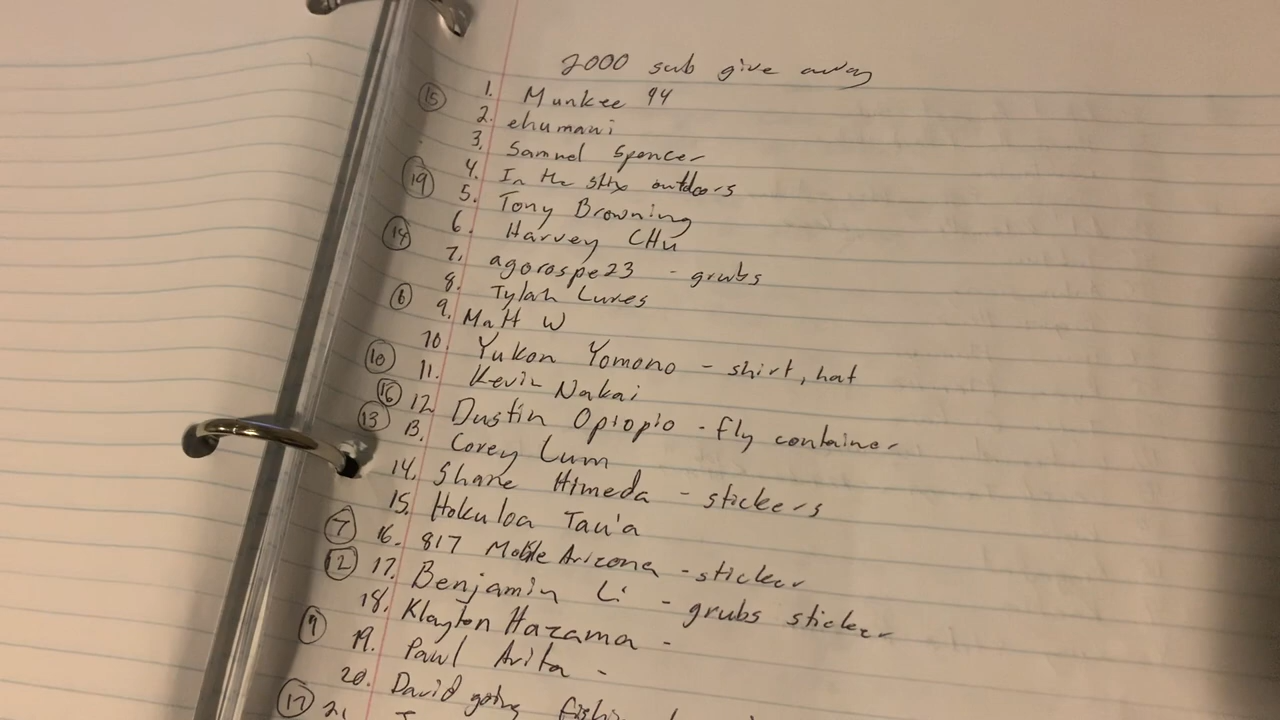 2000 sub give away
1. Munkee 94
(15) 2. ehumawi
3. Samuel Spencer
4. In the stix outdoors
(19) 5. Tony Browning
6. Harvey CHu
(14) 7. agorospe23 - grubs
8. Tylah Lures
(6) 9. Matt W
10. Yukon Yomono - shirt, hat
(10) 11. Kevin Nakai
(16) 12. Dustin Opiopio - fly container
(13) 13. Corey Lum
14. Shane Himeda - stickers
15. Hokuloa Tau'a
(7) 16. 817 Mobile Arizona - sticker
(12) 17. Benjamin Li - grubs sticker
18. Klayton Hazama -
(9) 19. Paul Arita -
20. David going
(17) 21.